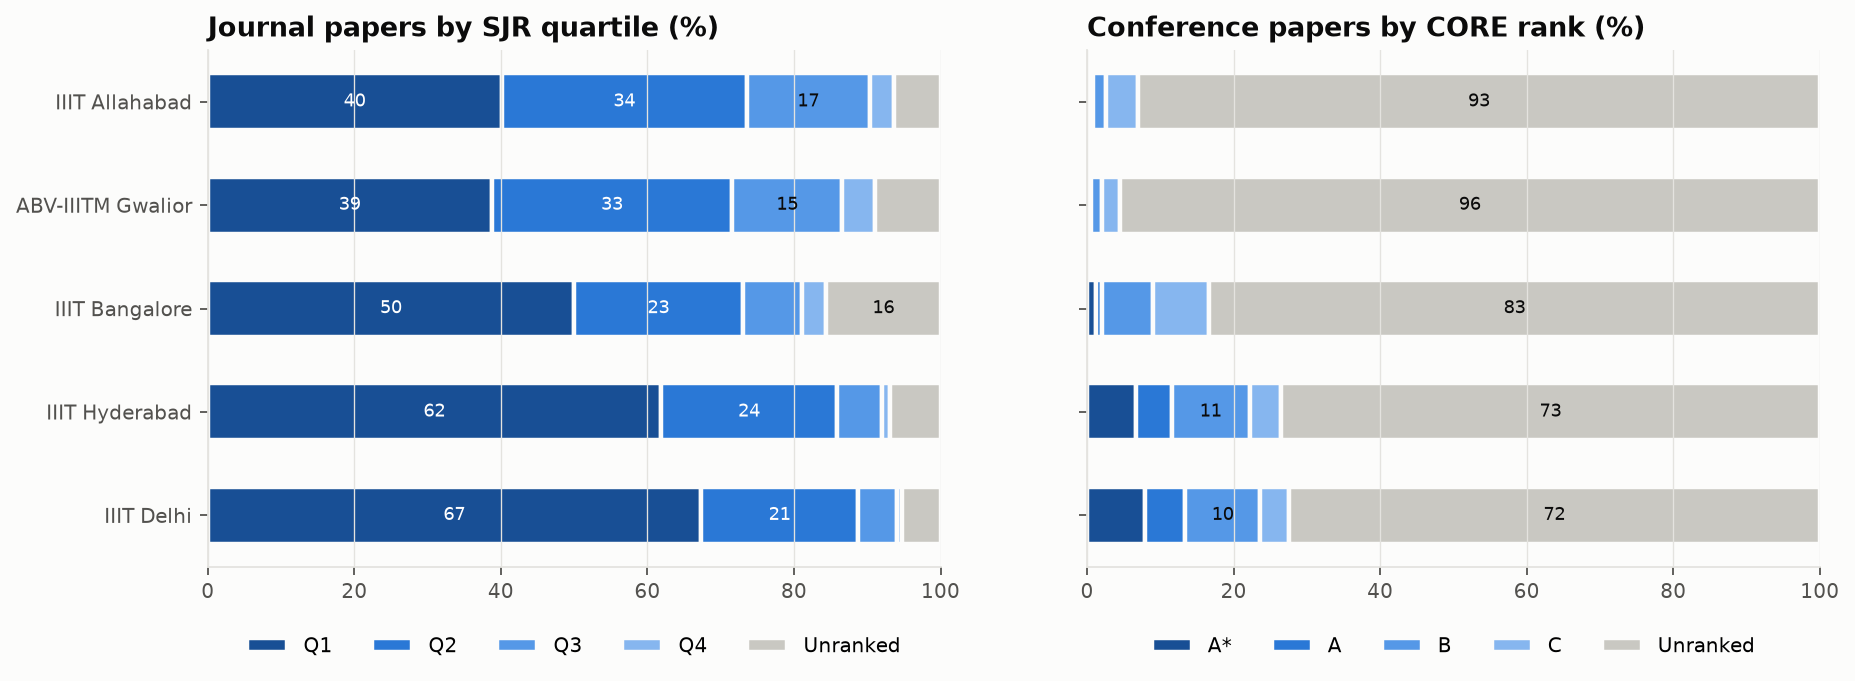 Journal papers by SJR quartile (%)
IIIT Allahabad 40 34 17
ABV-IIITM Gwalior 39 33 15
IIIT Bangalore 50 23 16
IIIT Hyderabad 62 24
IIIT Delhi 67 21
0 20 40 60 80 100
Q1 Q2 Q3 Q4 Unranked
Conference papers by CORE rank (%)
93
96
83
11 73
10 72
0 20 40 60 80 100
A* A B C Unranked